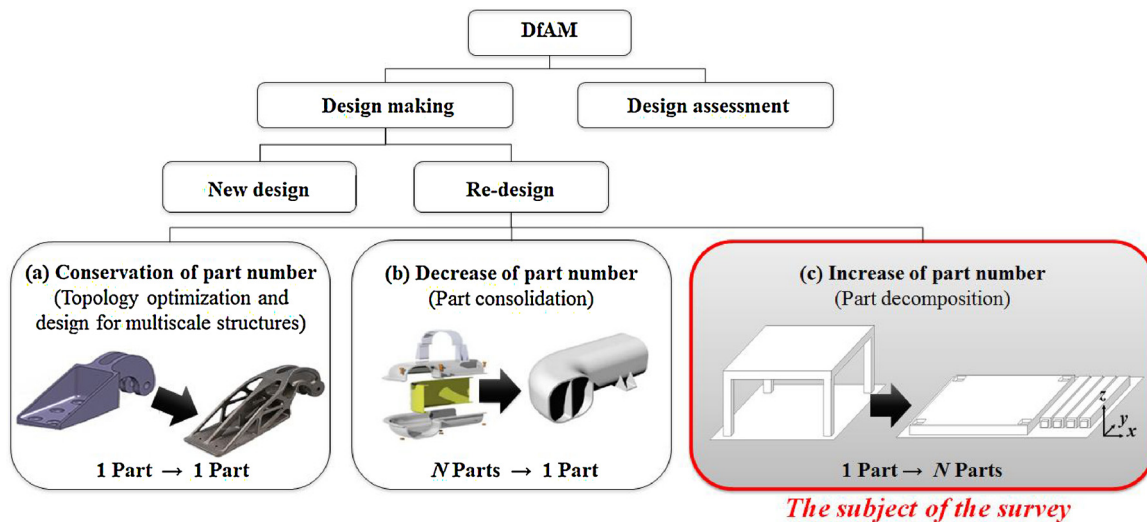 DfAM
Design making
Design assessment
New design
Re-design
(a) Conservation of part number
(Topology optimization and
design for multiscale structures)
1 Part → 1 Part
(b) Decrease of part number
(Part consolidation)
N Parts → 1 Part
(c) Increase of part number
(Part decomposition)
z
y
x
1 Part → N Parts
The subject of the survey